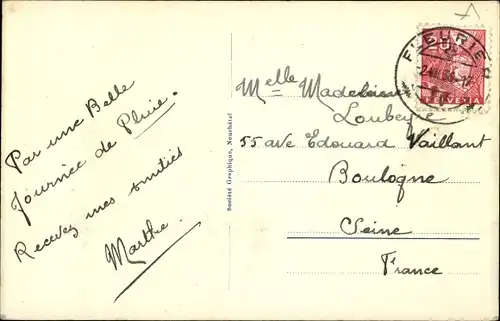 Par une Belle
Journée de Pluie.
Recevez mes amitiés
Marthe.
Société Graphique, Neuchâtel
FLEURIER
HELVETIA
Melle Madeleine
Loubeyre
55 ave Edouard Vaillant
Boulogne
Seine
France